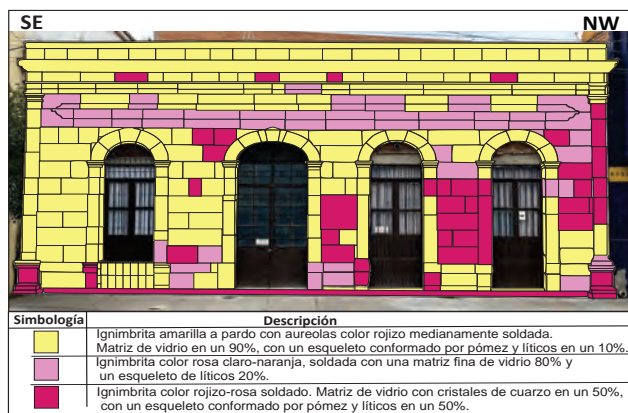 SE NW
Simbología Descripción
Ignimbrita amarilla a pardo con aureolas color rojizo medianamente soldada.
Matriz de vidrio en un 90%, con un esqueleto conformado por pómez y líticos en un 10%.
Ignimbrita color rosa claro-naranja, soldada con una matriz fina de vidrio 80% y
un esqueleto de líticos 20%.
Ignimbrita color rojizo-rosa soldado. Matriz de vidrio con cristales de cuarzo en un 50%,
con un esqueleto conformado por pómez y líticos en un 50%.